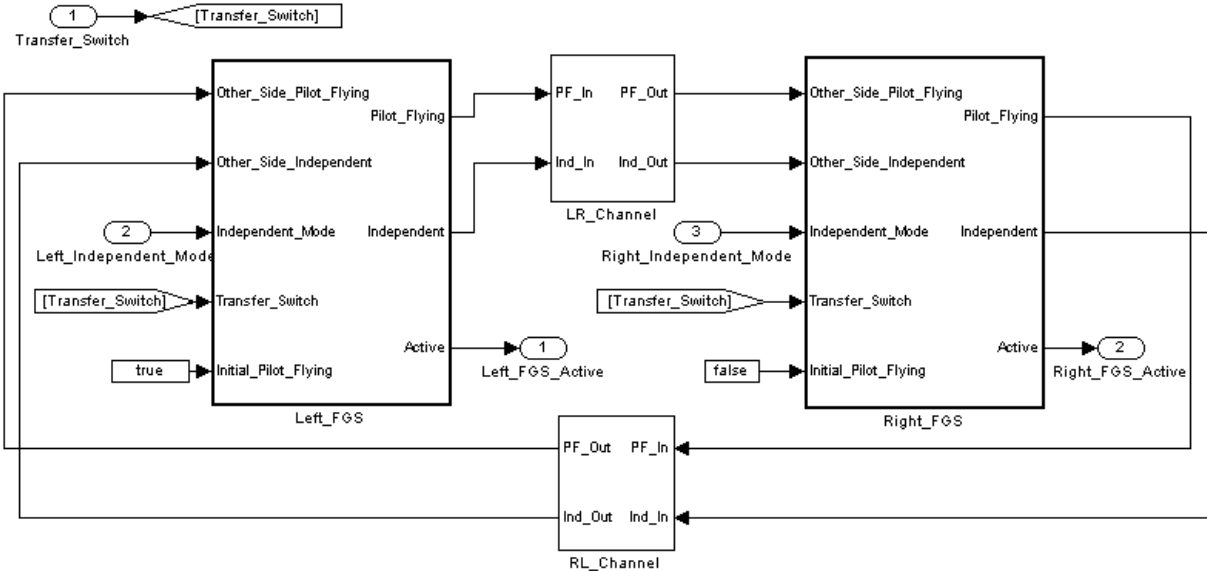 1
[Transfer_Switch]
Transfer_Switch
Other_Side_Pilot_Flying
Pilot_Flying
Other_Side_Independent
2
Independent_Mode
Independent
Left_Independent_Mode
[Transfer_Switch]
Transfer_Switch
Active
1
Left_FGS_Active
true
Initial_Pilot_Flying
Left_FGS
PF_In
PF_Out
Ind_In
Ind_Out
LR_Channel
Other_Side_Pilot_Flying
Pilot_Flying
Other_Side_Independent
3
Independent_Mode
Independent
Right_Independent_Mode
[Transfer_Switch]
Transfer_Switch
Active
2
Right_FGS_Active
false
Initial_Pilot_Flying
Right_FGS
PF_Out
PF_In
Ind_Out
Ind_In
RL_Channel